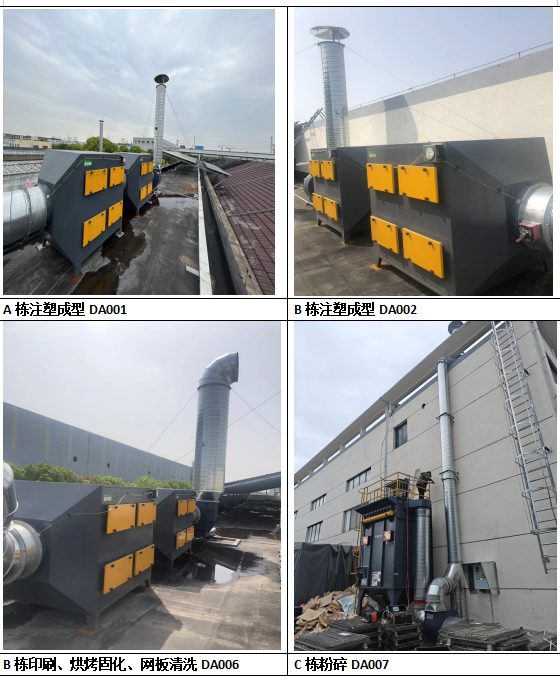 A 栋注塑成型 DA001
B 栋注塑成型 DA002
B 栋印刷、烘烤固化、网板清洗 DA006
C 栋粉碎 DA007